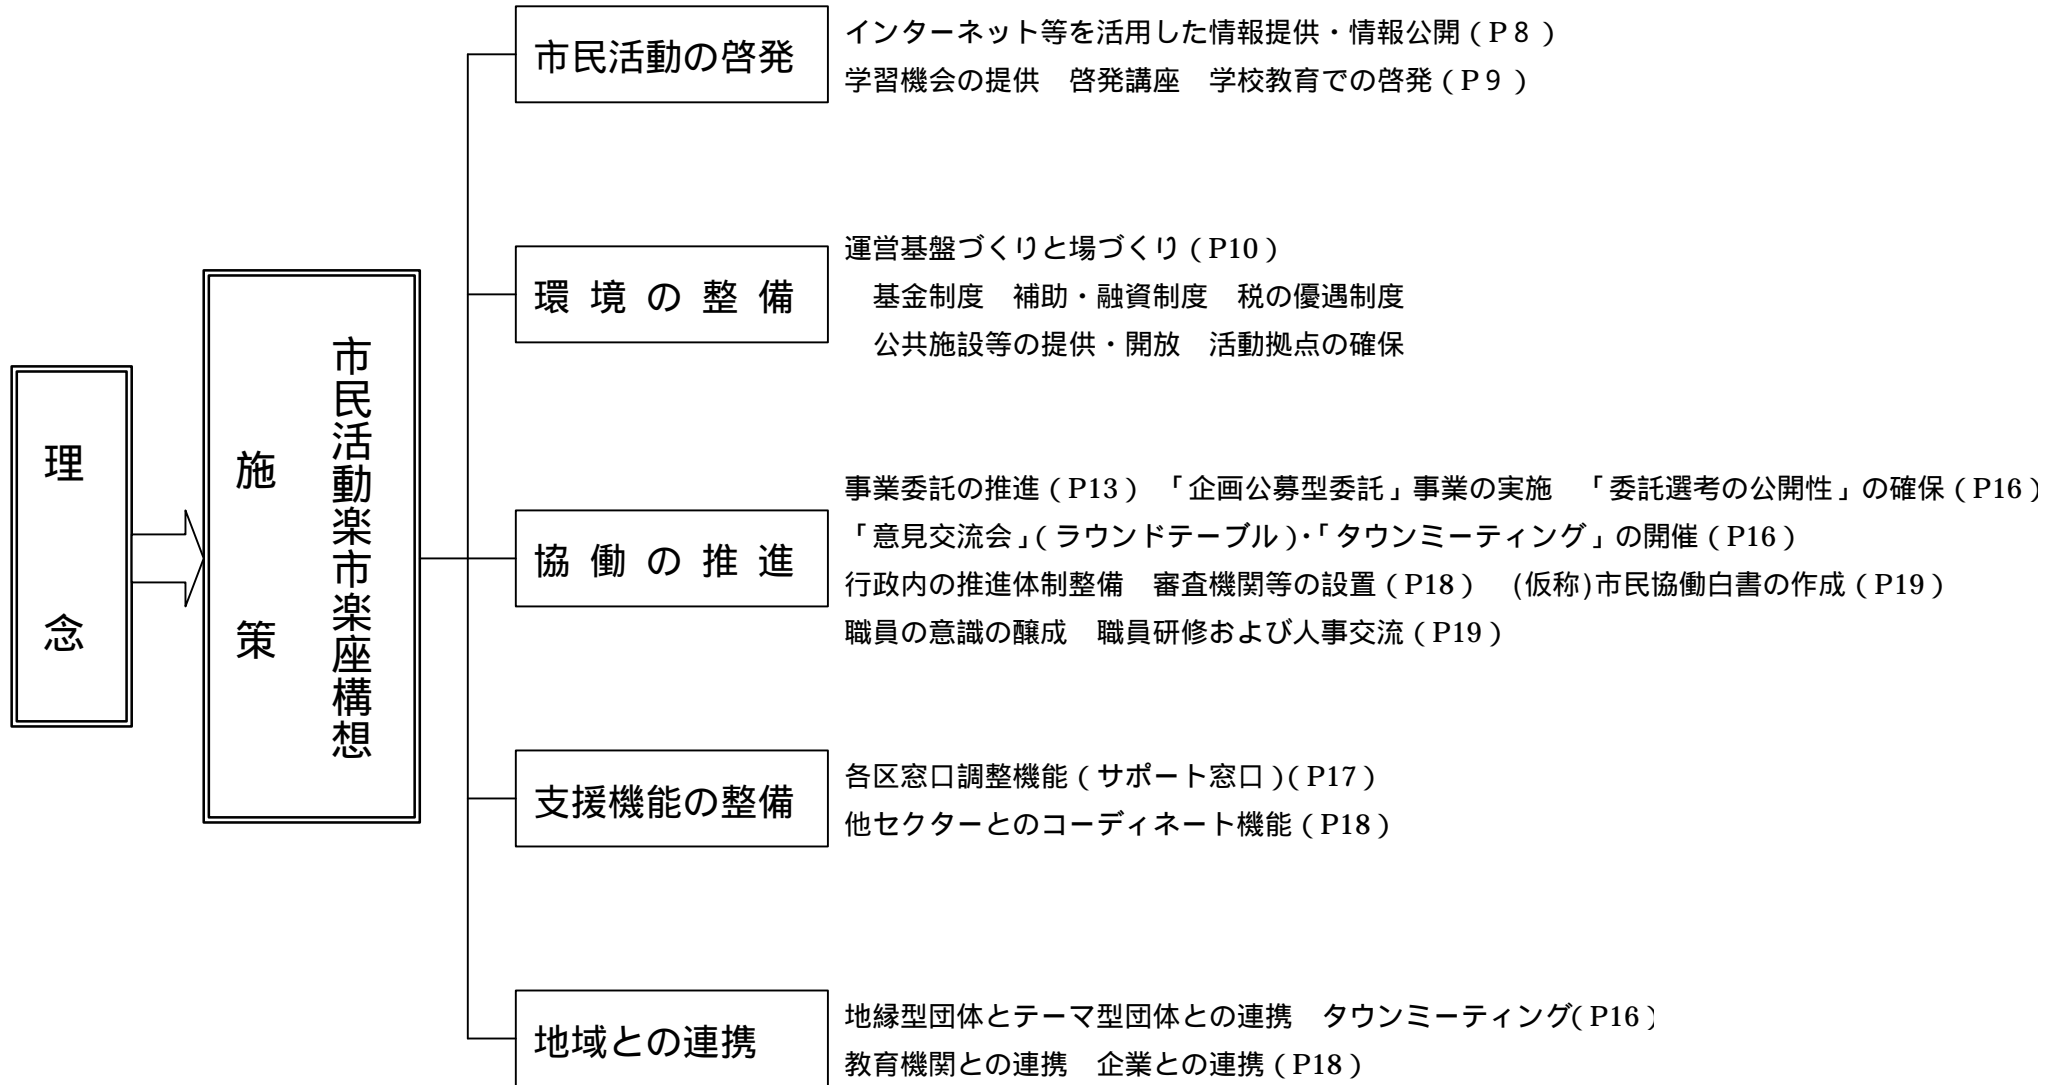 理念
施策
市民活動楽市楽座構想
市民活動の啓発
インターネット等を活用した情報提供・情報公開（P８）
学習機会の提供　啓発講座　学校教育での啓発（P９）
環境の整備
運営基盤づくりと場づくり（P10）
基金制度　補助・融資制度　税の優遇制度
公共施設等の提供・開放　活動拠点の確保
協働の推進
事業委託の推進（P13）　「企画公募型委託」事業の実施　「委託選考の公開性」の確保（P16）
「意見交流会」（ラウンドテーブル）・「タウンミーティング」の開催（P16）
行政内の推進体制整備　審査機関等の設置（P18）　(仮称)市民協働白書の作成（P19）
職員の意識の醸成　職員研修および人事交流（P19）
支援機能の整備
各区窓口調整機能（サポート窓口）（P17）
他セクターとのコーディネート機能（P18）
地域との連携
地縁型団体とテーマ型団体との連携　タウンミーティング（P16）
教育機関との連携　企業との連携（P18）